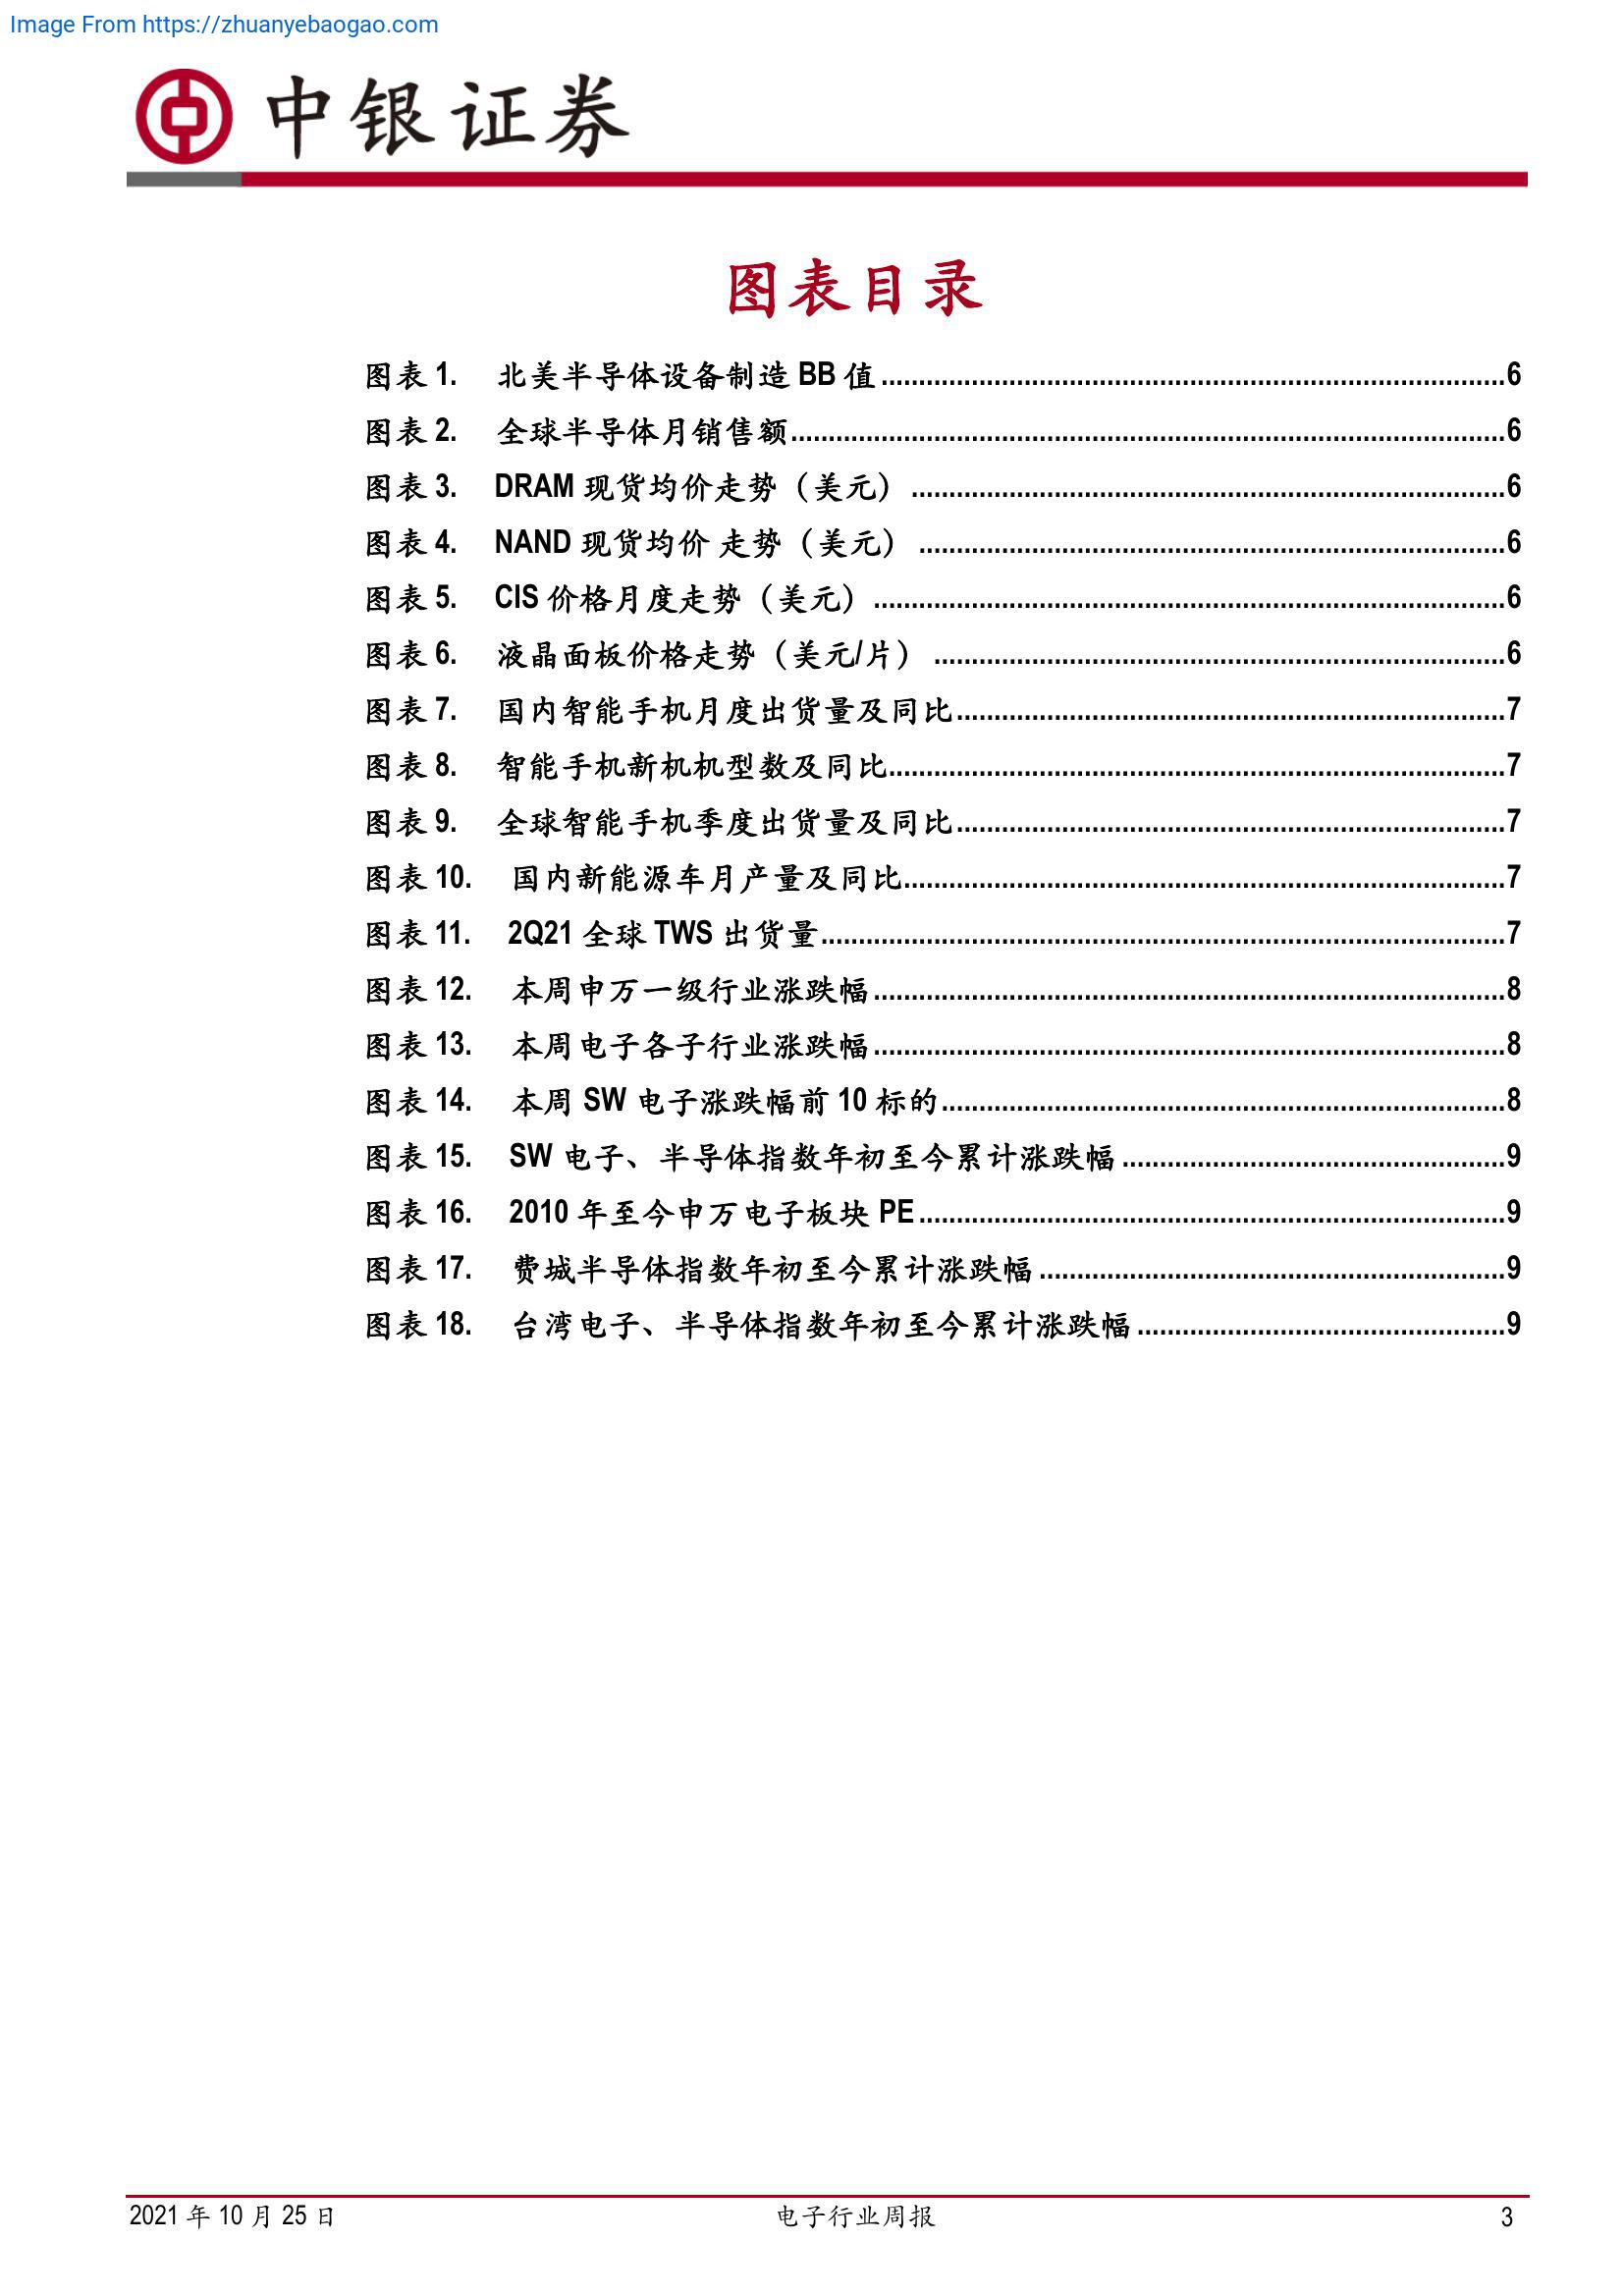 Image From https://zhuanyebaogao.com
中银证券
图表目录
图表 1. 北美半导体设备制造 BB 值....................................................................................6
图表 2. 全球半导体月销售额................................................................................................6
图表 3. DRAM 现货均价走势（美元）................................................................................6
图表 4. NAND 现货均价 走势（美元）...............................................................................6
图表 5. CIS 价格月度走势（美元）.....................................................................................6
图表 6. 液晶面板价格走势（美元/片）.............................................................................6
图表 7. 国内智能手机月度出货量及同比..........................................................................7
图表 8. 智能手机新机机型数及同比...................................................................................7
图表 9. 全球智能手机季度出货量及同比..........................................................................7
图表 10. 国内新能源车月产量及同比.................................................................................7
图表 11. 2Q21 全球 TWS 出货量............................................................................................7
图表 12. 本周申万一级行业涨跌幅.....................................................................................8
图表 13. 本周电子各子行业涨跌幅.....................................................................................8
图表 14. 本周 SW 电子涨跌幅前 10 标的............................................................................8
图表 15. SW 电子、半导体指数年初至今累计涨跌幅...................................................9
图表 16. 2010 年至今申万电子板块 PE...............................................................................9
图表 17. 费城半导体指数年初至今累计涨跌幅..............................................................9
图表 18. 台湾电子、半导体指数年初至今累计涨跌幅.................................................9
2021 年 10 月 25 日 电子行业周报 3